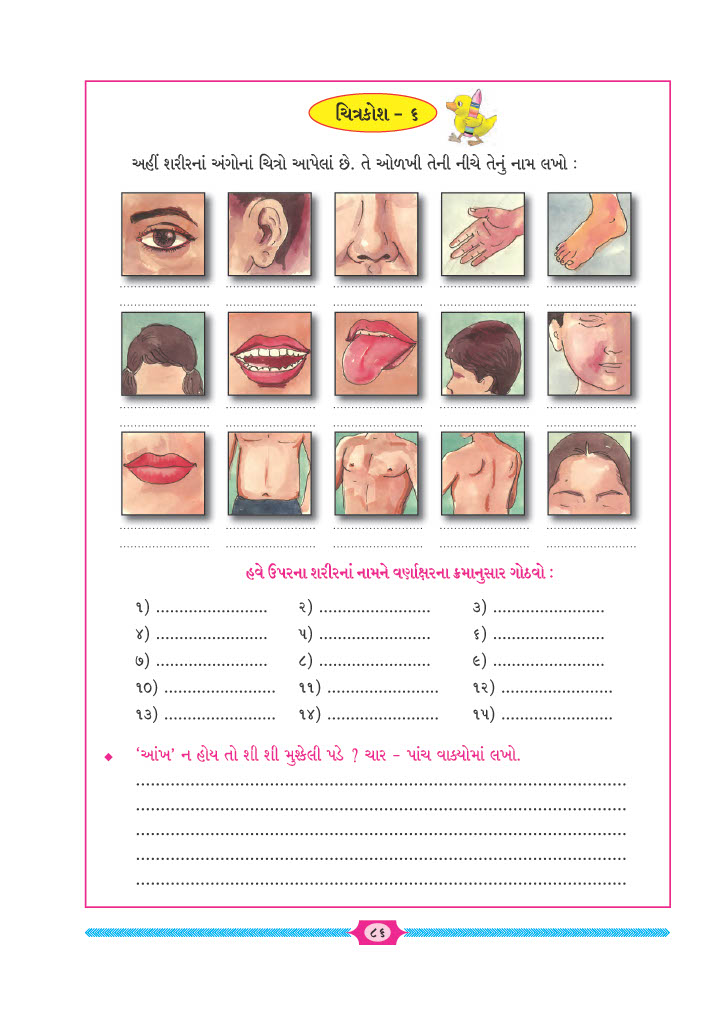 ચિત્રકોશ - ૬
અહીં શરીરનાં અંગોનાં ચિત્રો આપેલાં છે. તે ઓળખી તેની નીચે તેનું નામ લખો :
હવે ઉપરના શરીરનાં નામને વર્ણાક્ષરના ક્રમાનુસાર ગોઠવો :
૧) ....................... ૨) ....................... ૩) .......................
૪) ....................... ૫) ....................... ૬) .......................
૭) ....................... ૮) ....................... ૯) .......................
૧૦) ....................... ૧૧) ....................... ૧૨) .......................
૧૩) ....................... ૧૪) ....................... ૧૫) .......................
◆ ‘આંખ’ ન હોય તો શી શી મુશ્કેલી પડે ? ચાર - પાંચ વાક્યોમાં લખો.
૮૬